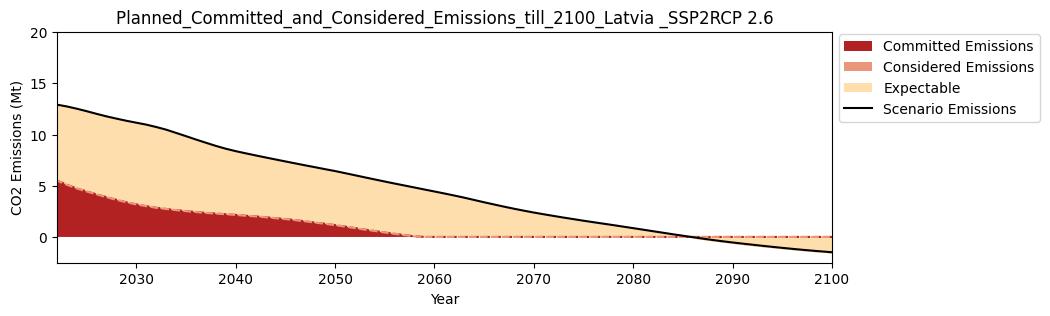 Planned_Committed_and_Considered_Emissions_till_2100_Latvia _SSP2RCP 2.6
20
15
10
5
0
CO2 Emissions (Mt)
2030
2040
2050
2060
2070
2080
2090
2100
Year
Committed Emissions
Considered Emissions
Expectable
Scenario Emissions